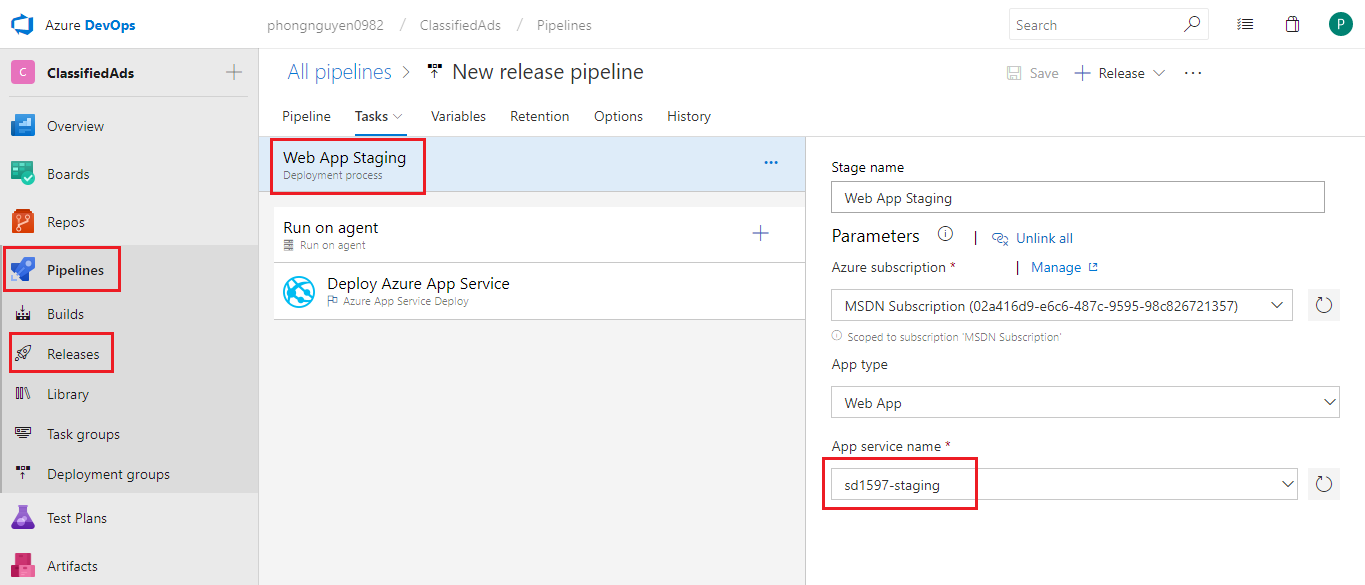 Azure DevOps
phongnguyen0982 / ClassifiedAds / Pipelines
Search
P
C ClassifiedAds
Overview
Boards
Repos
Pipelines
Builds
Releases
Library
Task groups
Deployment groups
Test Plans
Artifacts
All pipelines > New release pipeline
Save
Release
Pipeline Tasks Variables Retention Options History
Web App Staging
Deployment process
Run on agent
Run on agent
Deploy Azure App Service
Azure App Service Deploy
Stage name
Web App Staging
Parameters | Unlink all
Azure subscription * | Manage
MSDN Subscription (02a416d9-e6c6-487c-9595-98c826721357)
Scoped to subscription 'MSDN Subscription'
App type
Web App
App service name *
sd1597-staging